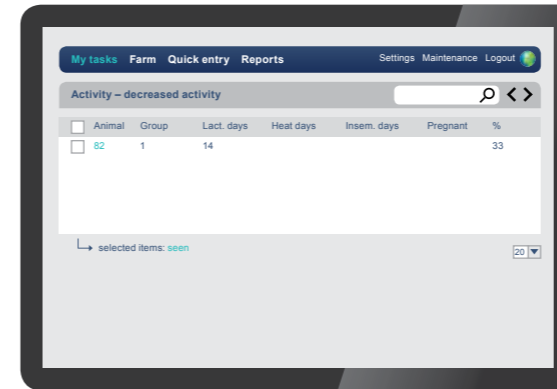 My tasks Farm Quick entry Reports Settings Maintenance Logout
Activity – decreased activity
Animal Group Lact. days Heat days Insem. days Pregnant %
82 1 14 33
selected items: seen
20